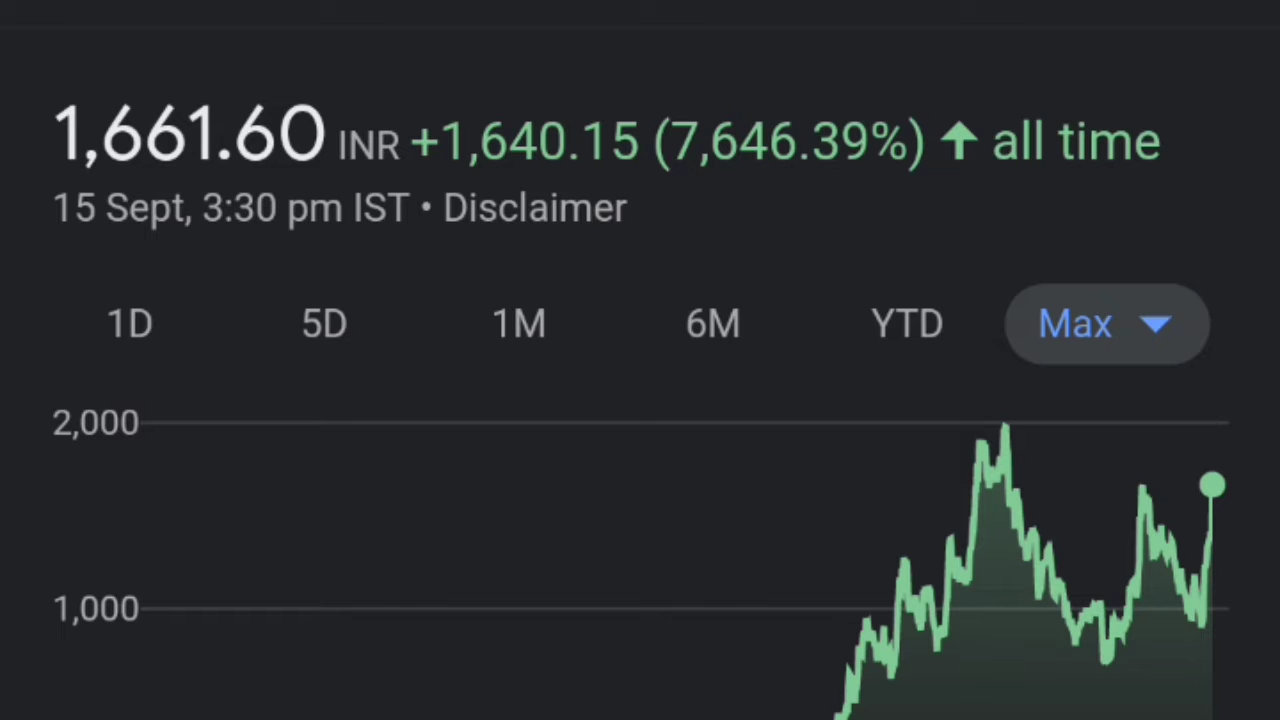 1,661.60 INR +1,640.15 (7,646.39%) ↑ all time
15 Sept, 3:30 pm IST • Disclaimer
1D 5D 1M 6M YTD Max
2,000
1,000